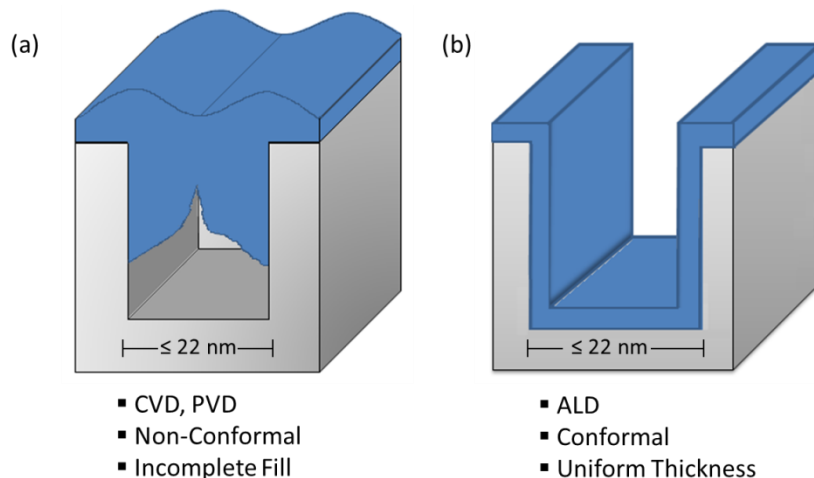 (a)
≤ 22 nm
▪ CVD, PVD
▪ Non-Conformal
▪ Incomplete Fill
(b)
≤ 22 nm
▪ ALD
▪ Conformal
▪ Uniform Thickness